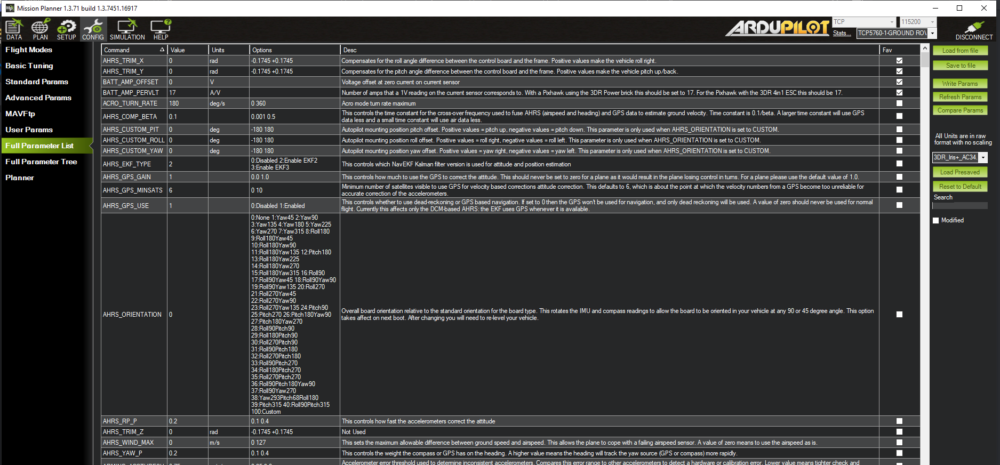 Mission Planner 1.3.71 build 1.3.7451.16917
DATA PLAN SETUP CONFIG SIMULATION HELP
ARDUPILOT
TCP 115200
Stats... TCP5760-1-GROUND ROV
DISCONNECT
Flight Modes
Basic Tuning
Standard Params
Advanced Params
MAVFtp
User Params
Full Parameter List
Full Parameter Tree
Planner
Command Value Units Options Desc Fav
AHRS_TRIM_X 0 rad -0.1745 +0.1745 Compensates for the roll angle difference between the control board and the frame. Positive values make the vehicle roll right.
AHRS_TRIM_Y 0 rad -0.1745 +0.1745 Compensates for the pitch angle difference between the control board and the frame. Positive values make the vehicle pitch up/back.
BATT_AMP_OFFSET 0 V Voltage offset at zero current on current sensor
BATT_AMP_PERVLT 17 A/V Number of amps that a 1V reading on the current sensor corresponds to. With a Pixhawk using the 3DR Power brick this should be set to 17. For the Pixhawk with the 3DR 4in1 ESC this should be 17.
ACRO_TURN_RATE 180 deg/s 0 360 Acro mode turn rate maximum
AHRS_COMP_BETA 0.1 0.001 0.5 This controls the time constant for the cross-over frequency used to fuse AHRS (airspeed and heading) and GPS data to estimate ground velocity. Time constant is 0.1/beta. A larger time constant will use GPS
data less and a small time constant will use air data less.
AHRS_CUSTOM_PIT 0 deg -180 180 Autopilot mounting position pitch offset. Positive values = pitch up, negative values = pitch down. This parameter is only used when AHRS_ORIENTATION is set to CUSTOM.
AHRS_CUSTOM_ROLL 0 deg -180 180 Autopilot mounting position roll offset. Positive values = roll right, negative values = roll left. This parameter is only used when AHRS_ORIENTATION is set to CUSTOM.
AHRS_CUSTOM_YAW 0 deg -180 180 Autopilot mounting position yaw offset. Positive values = yaw right, negative values = yaw left. This parameter is only used when AHRS_ORIENTATION is set to CUSTOM.
AHRS_EKF_TYPE 2 0:Disabled 2:Enable EKF2
3:Enable EKF3 This controls which NavEKF Kalman filter version is used for attitude and position estimation
AHRS_GPS_GAIN 1 0.0 1.0 This controls how much to use the GPS to correct the attitude. This should never be set to zero for a plane as it would result in the plane losing control in turns. For a plane please use the default value of 1.0.
AHRS_GPS_MINSATS 6 0 10 Minimum number of satellites visible to use GPS for velocity based corrections attitude correction. This defaults to 6, which is about the point at which the velocity numbers from a GPS become too unreliable for
accurate correction of the accelerometers.
AHRS_GPS_USE 1 0:Disabled 1:Enabled This controls whether to use dead-reckoning or GPS based navigation. If set to 0 then the GPS won't be used for navigation, and only dead reckoning will be used. A value of zero should never be used for normal
flight. Currently this affects only the DCM-based AHRS: the EKF uses GPS whenever it is available.
AHRS_ORIENTATION 0
0:None 1:Yaw45 2:Yaw90
3:Yaw135 4:Yaw180 5:Yaw225
6:Yaw270 7:Yaw315 8:Roll180
9:Roll180Yaw45
10:Roll180Yaw90
11:Roll180Yaw135 12:Pitch180
13:Roll180Yaw225
14:Roll180Yaw270
15:Roll180Yaw315 16:Roll90
17:Roll90Yaw45 18:Roll90Yaw90
19:Roll90Yaw135 20:Roll270
21:Roll270Yaw45
22:Roll270Yaw90
23:Roll270Yaw135 24:Pitch90
25:Pitch270 26:Pitch180Yaw90
27:Pitch180Yaw270
28:Roll90Pitch90
29:Roll180Pitch90
30:Roll270Pitch90
31:Roll90Pitch180
32:Roll270Pitch180
33:Roll90Pitch270
34:Roll180Pitch270
35:Roll270Pitch270
36:Roll90Pitch180Yaw90
37:Roll90Yaw270
38:Yaw293Pitch68Roll180
39:Pitch315 40:Roll90Pitch315
100:Custom
Overall board orientation relative to the standard orientation for the board type. This rotates the IMU and compass readings to allow the board to be oriented in your vehicle at any 90 or 45 degree angle. This option
takes affect on next boot. After changing you will need to re-level your vehicle.
AHRS_RP_P 0.2 0.1 0.4 This controls how fast the accelerometers correct the attitude
AHRS_TRIM_Z 0 rad -0.1745 +0.1745 Not Used
AHRS_WIND_MAX 0 m/s 0 127 This sets the maximum allowable difference between ground speed and airspeed. This allows the plane to cope with a failing airspeed sensor. A value of zero means to use the airspeed as is.
AHRS_YAW_P 0.2 0.1 0.4 This controls the weight the compass or GPS has on the heading. A higher value means the heading will track the yaw source (GPS or compass) more rapidly.
Accelerometer error threshold used to determine inconsistent accelerometers. Compares this error range to other accelerometers to detect a hardware or calibration error. Lower value means tighter check and
Load from file
Save to file
Write Params
Refresh Params
Compare Params
All Units are in raw
format with no scaling
3DR_Iris+_AC34.
Load Presaved
Reset to Default
Search
Modified